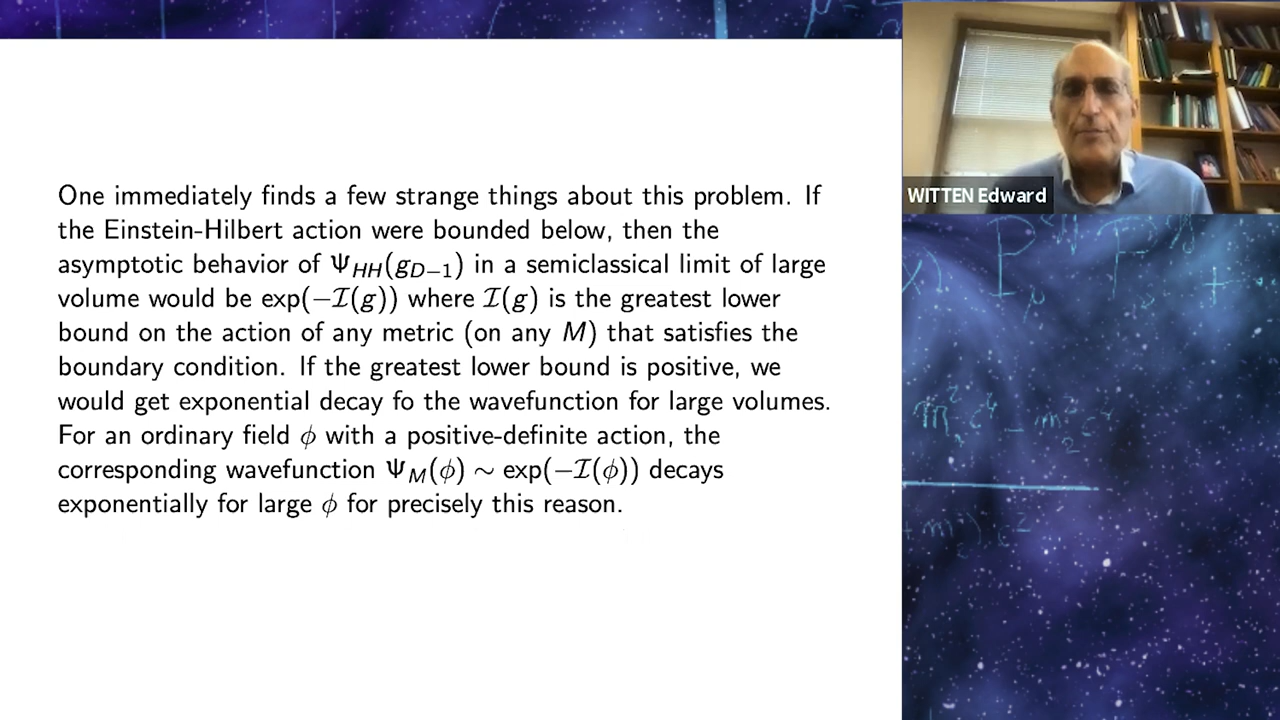 One immediately finds a few strange things about this problem. If
the Einstein-Hilbert action were bounded below, then the
asymptotic behavior of Ψ_HH(g_{D−1}) in a semiclassical limit of large
volume would be exp(−ℐ(g)) where ℐ(g) is the greatest lower
bound on the action of any metric (on any M) that satisfies the
boundary condition. If the greatest lower bound is positive, we
would get exponential decay fo the wavefunction for large volumes.
For an ordinary field ϕ with a positive-definite action, the
corresponding wavefunction Ψ_M(ϕ) ∼ exp(−ℐ(ϕ)) decays
exponentially for large ϕ for precisely this reason.
WITTEN Edward